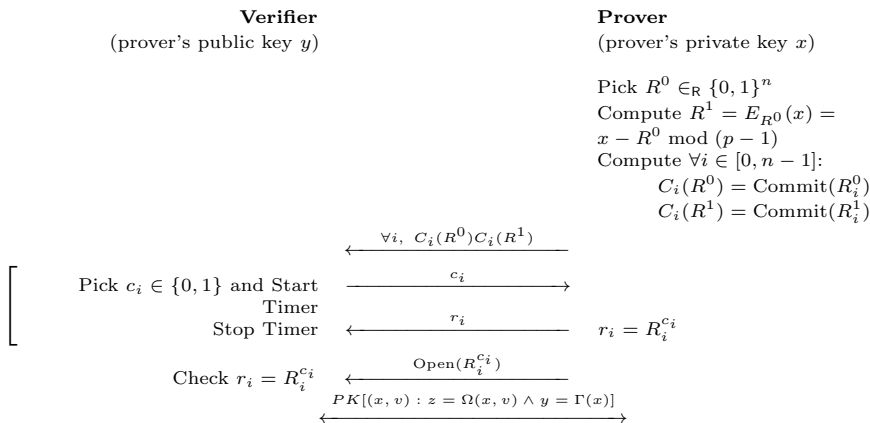 Verifier
Prover
(prover's public key y)
(prover's private key x)
Pick R^0 ∈_R {0, 1}^n
Compute R^1 = E_{R^0}(x) =
x − R^0 mod (p − 1)
Compute ∀i ∈ [0, n − 1]:
C_i(R^0) = Commit(R_i^0)
C_i(R^1) = Commit(R_i^1)
∀i, C_i(R^0)C_i(R^1)
Pick c_i ∈ {0, 1} and Start
c_i
Timer
Stop Timer
r_i
r_i = R_i^{c_i}
Open(R_i^{c_i})
Check r_i = R_i^{c_i}
PK[(x, v) : z = Ω(x, v) ∧ y = Γ(x)]